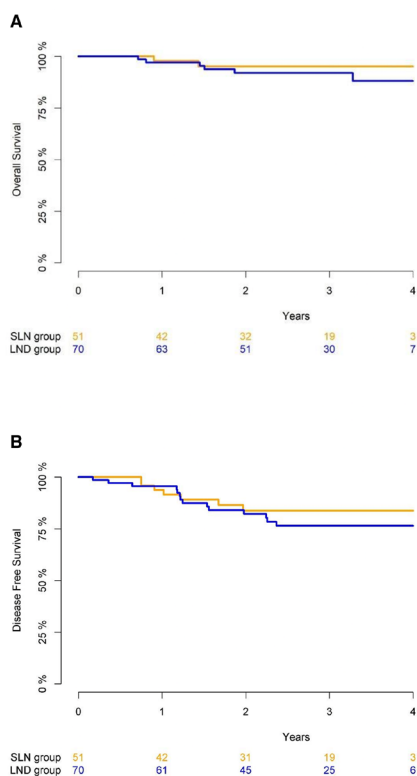 A
Overall Survival
100 %
75 %
50 %
25 %
0 %
0 1 2 3 4
Years
SLN group 51 42 32 19 3
LND group 70 63 51 30 7
B
Disease Free Survival
100 %
75 %
50 %
25 %
0 %
0 1 2 3 4
Years
SLN group 51 42 31 19 3
LND group 70 61 45 25 6